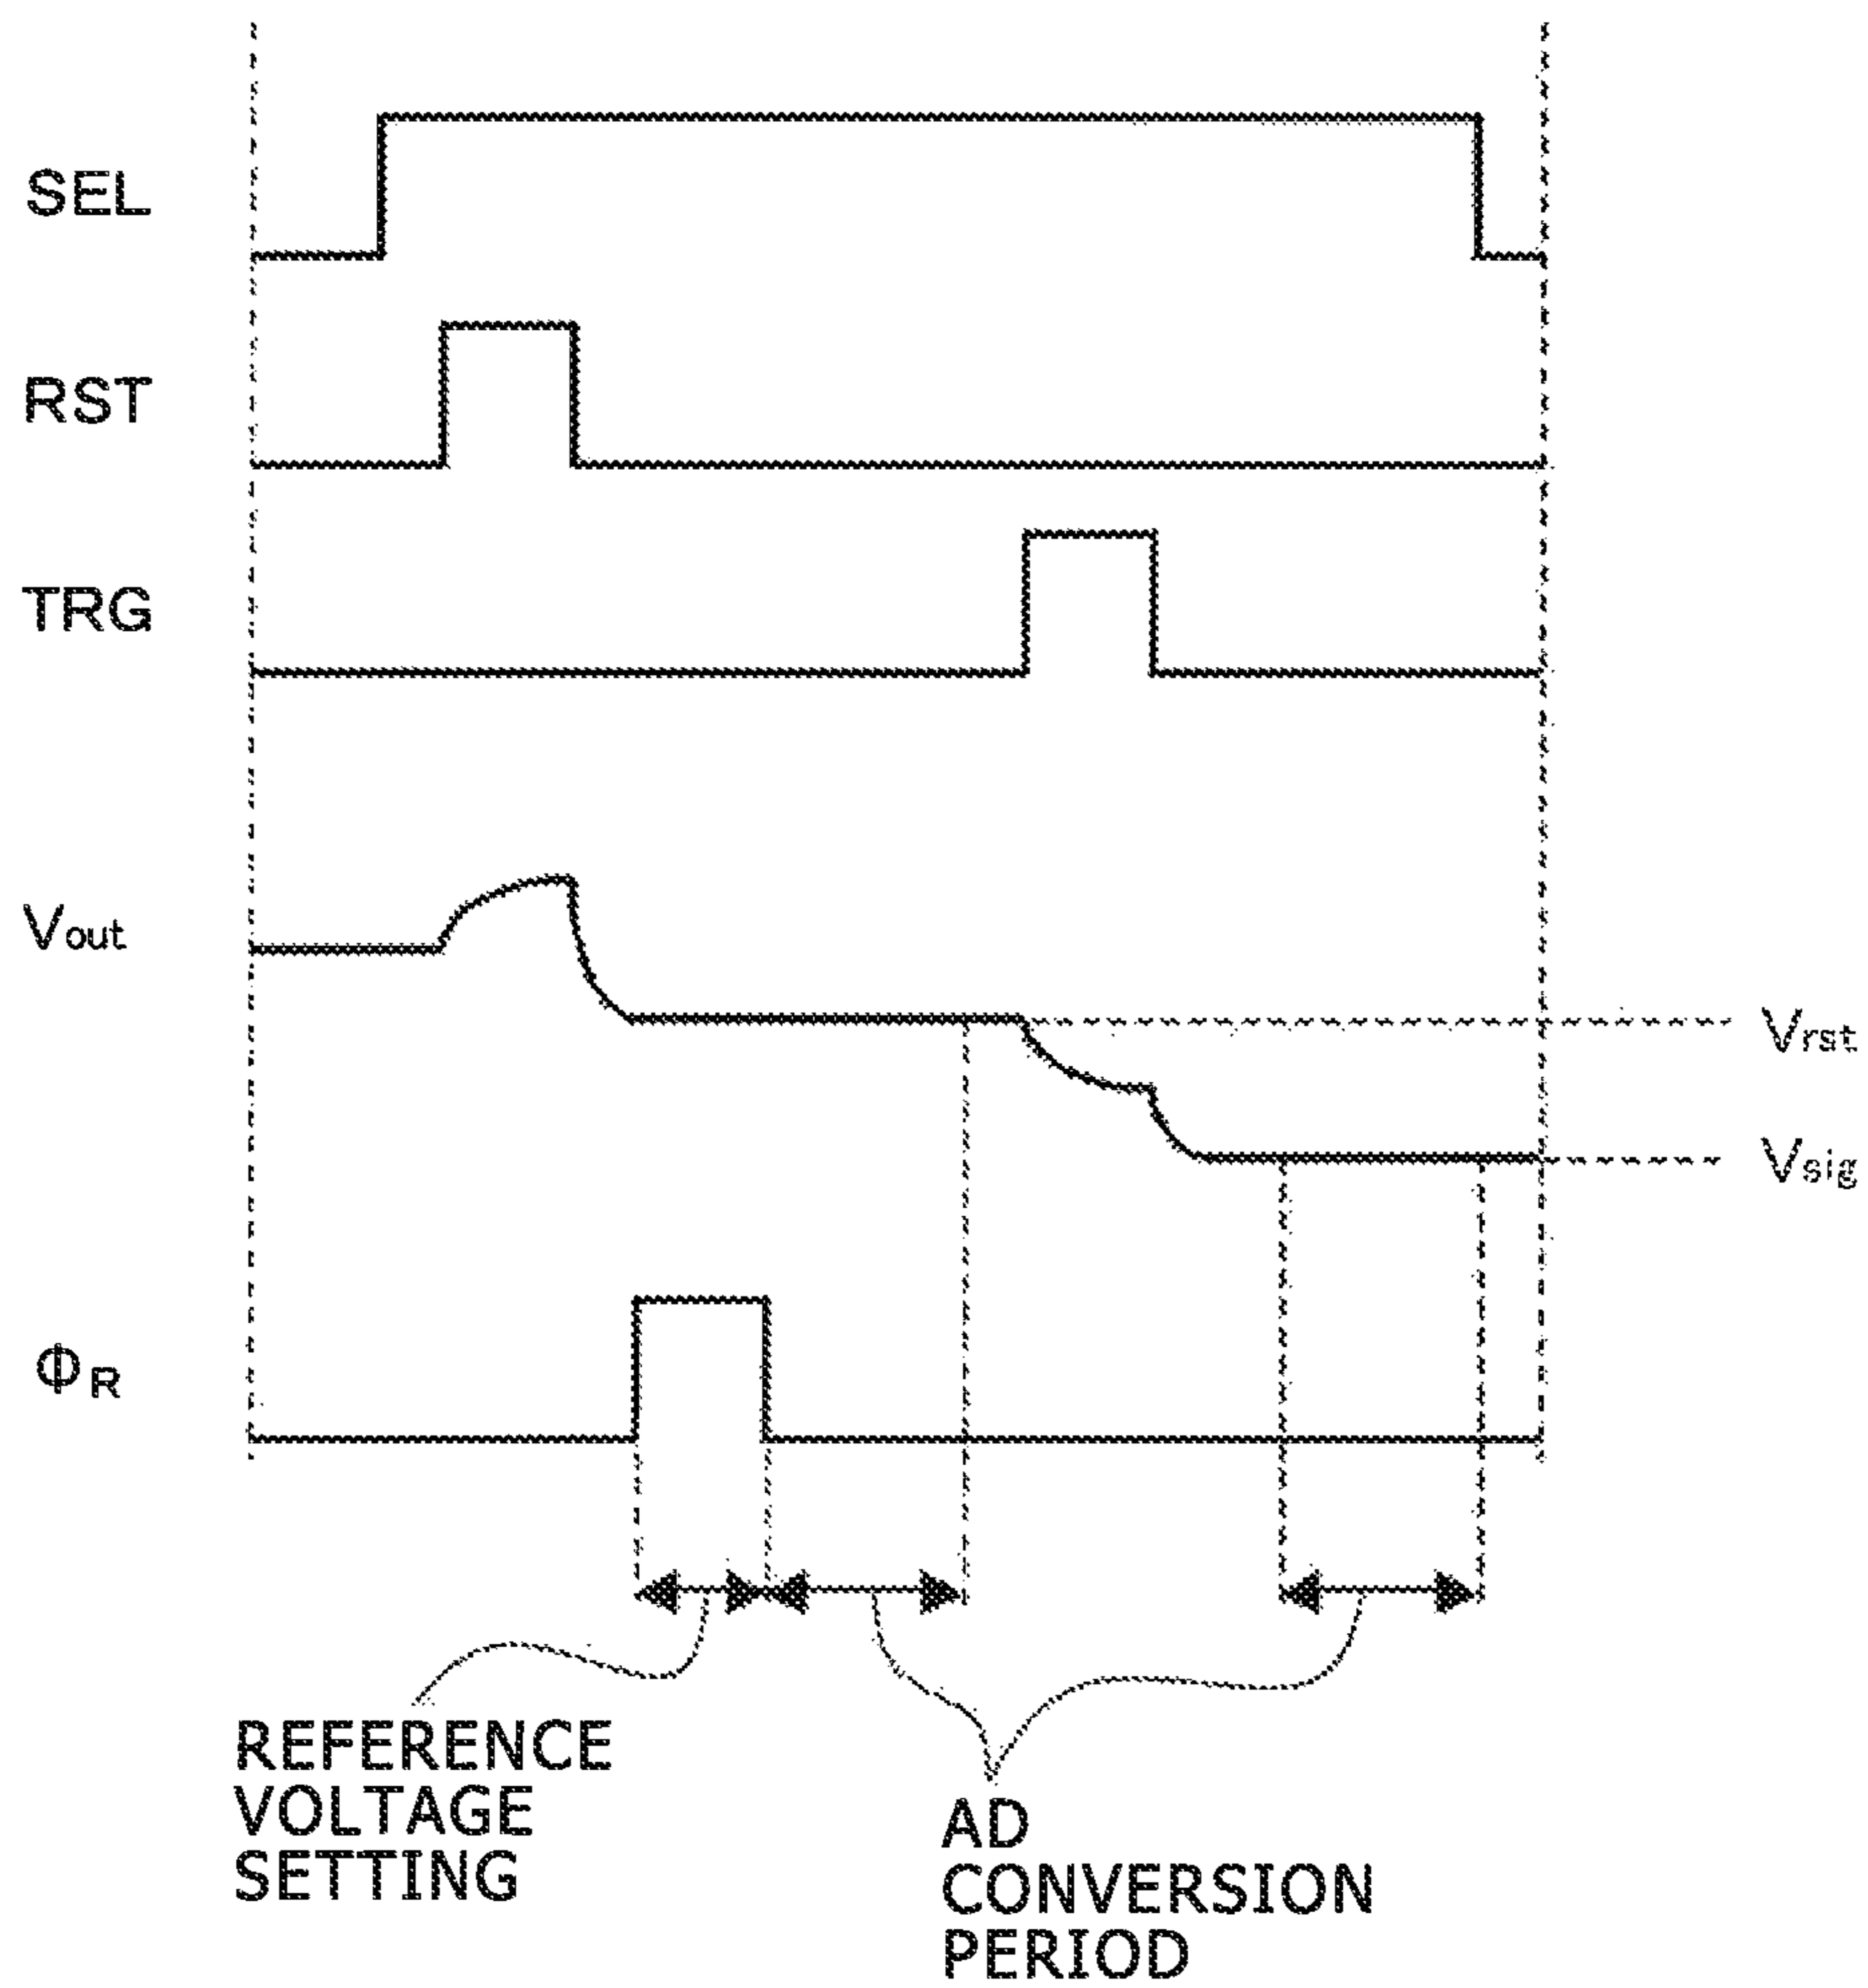 SEL
RST
TRG
Vout
Vrst
Vsig
ΦR
REFERENCE
VOLTAGE
SETTING
AD
CONVERSION
PERIOD